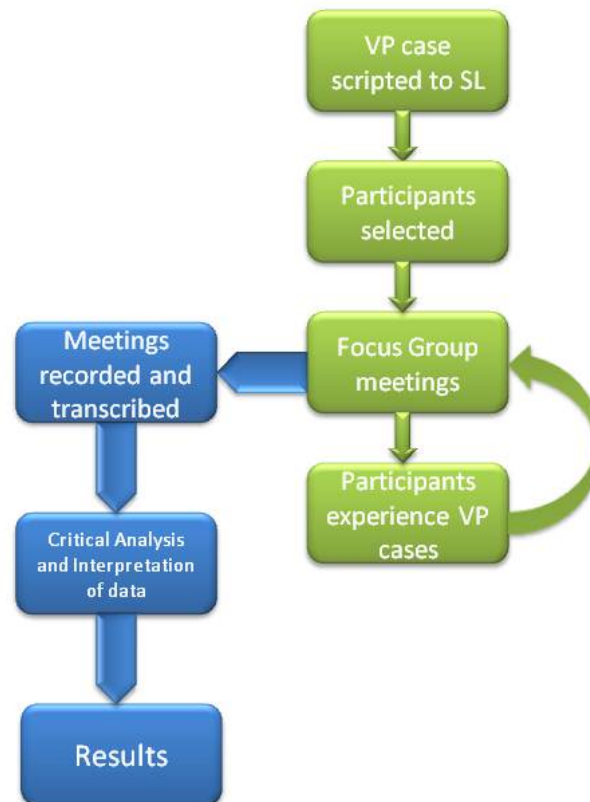 VP case
scripted to SL
Participants
selected
Focus Group
meetings
Participants
experience VP
cases
Meetings
recorded and
transcribed
Critical Analysis
and Interpretation
of data
Results